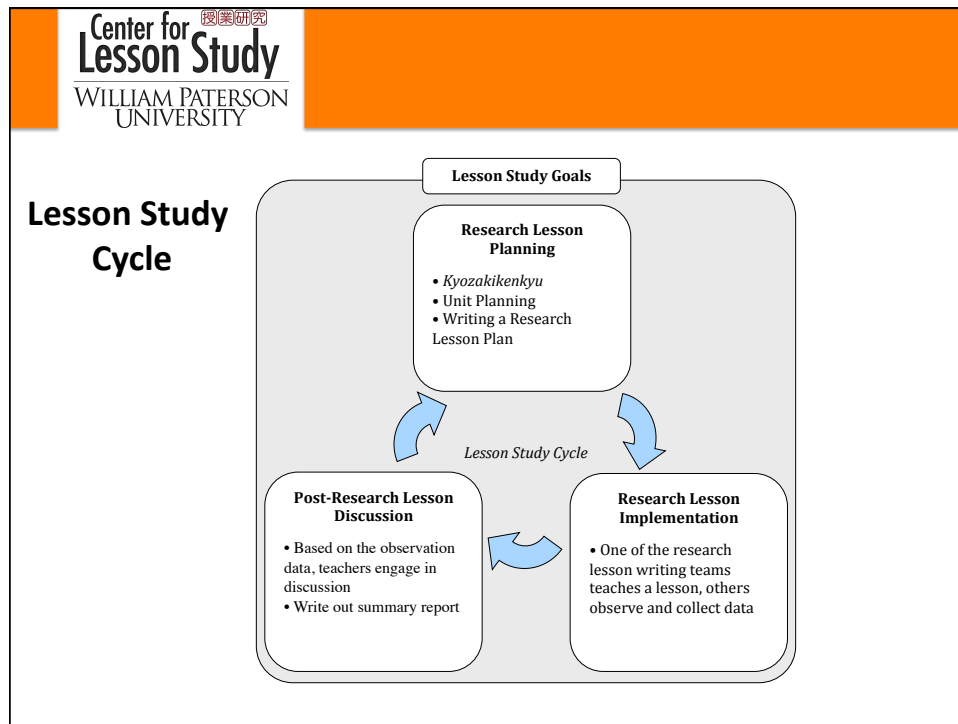 Center for 授業研究
Lesson Study
WILLIAM PATERSON
UNIVERSITY
Lesson Study
Cycle
Lesson Study Goals
Research Lesson
Planning
• Kyozakikenkyu
• Unit Planning
• Writing a Research
Lesson Plan
Lesson Study Cycle
Post-Research Lesson
Discussion
• Based on the observation
data, teachers engage in
discussion
• Write out summary report
Research Lesson
Implementation
• One of the research
lesson writing teams
teaches a lesson, others
observe and collect data